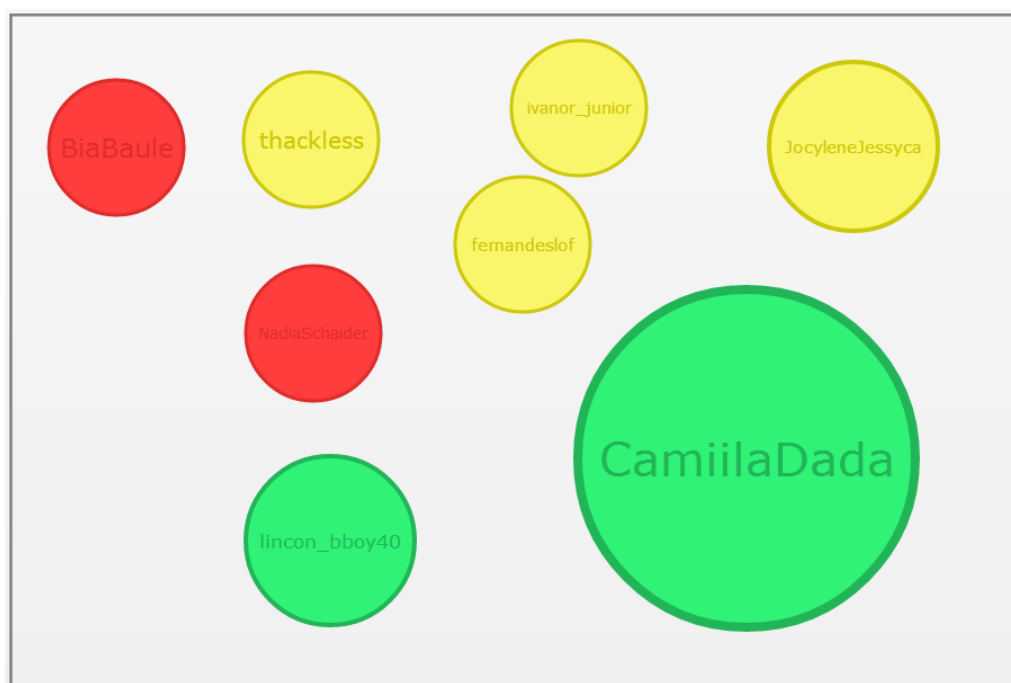 ivanor_junior
BiaBaule
thackless
JocyleneJessyca
fernandeslof
NadiaSchaider
CamiilaDada
lincon_bboy40